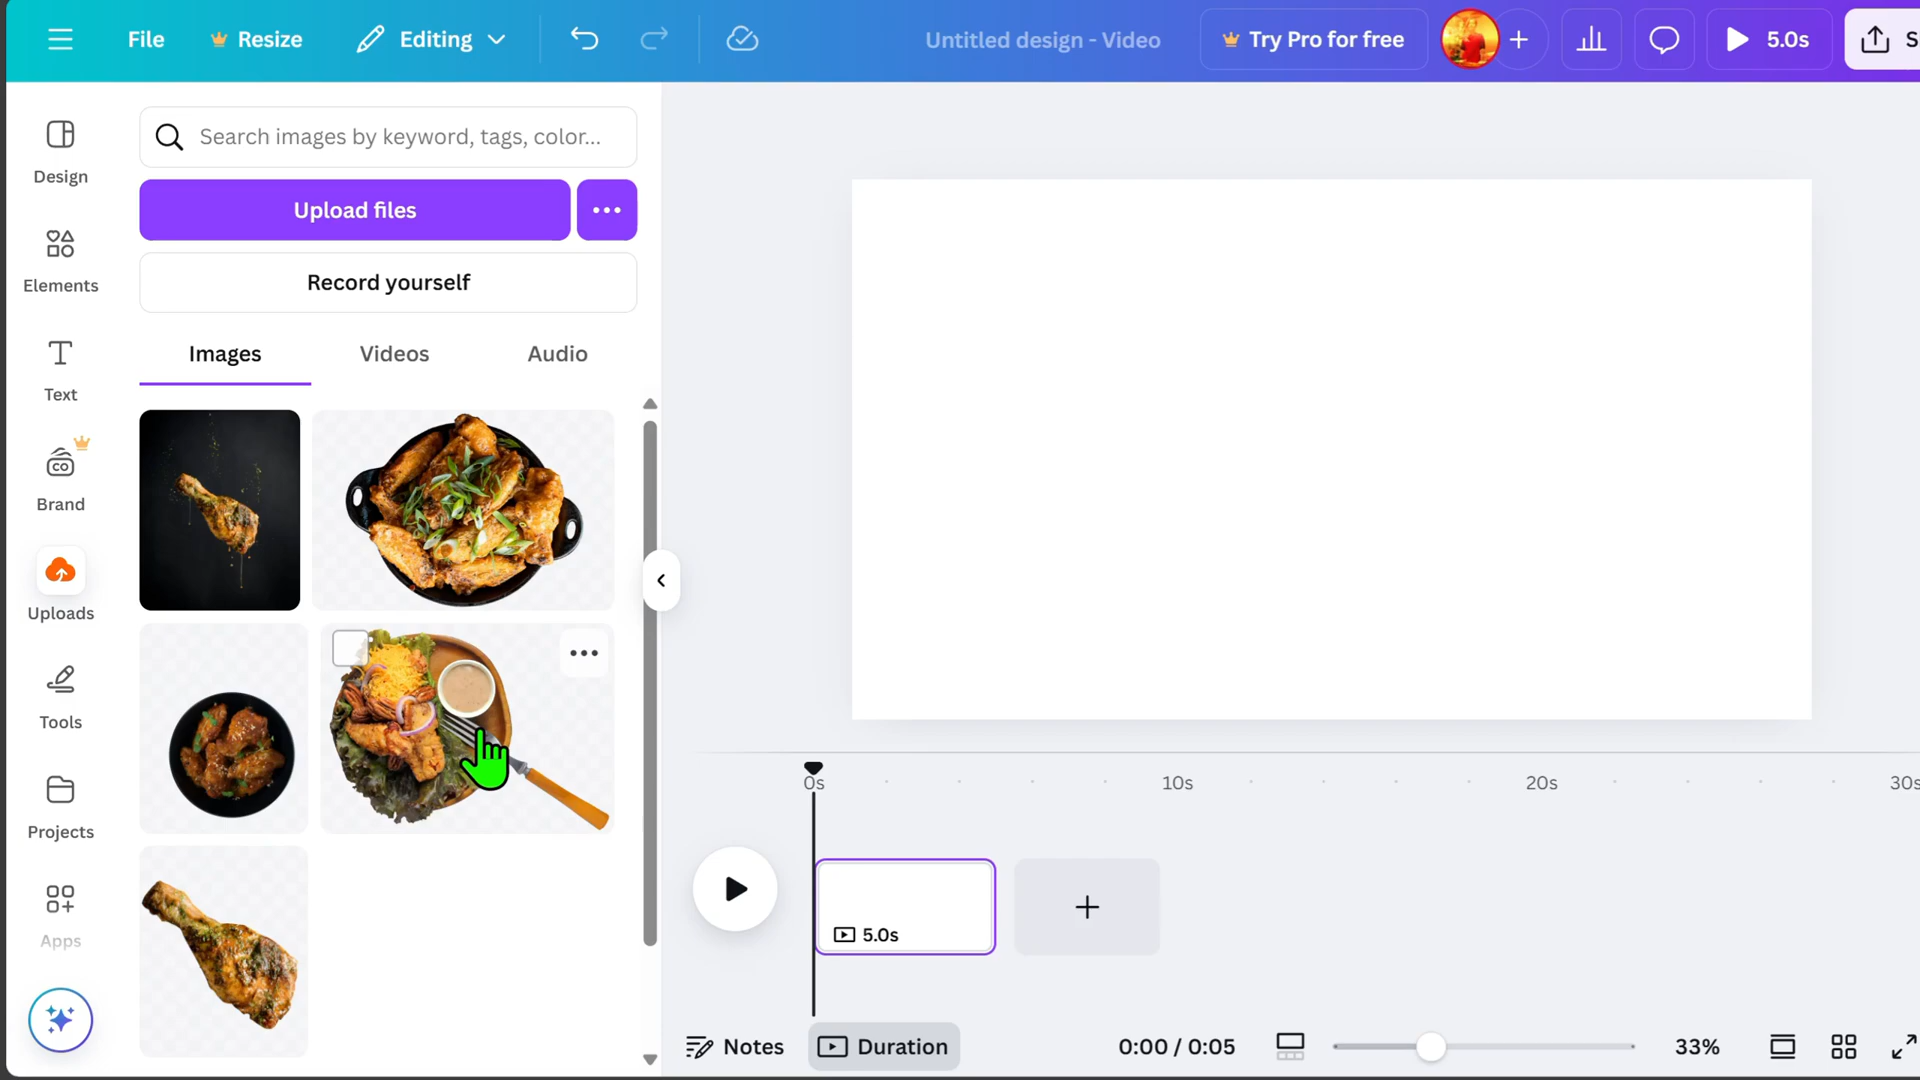 File
Resize
Editing
Untitled design - Video
Try Pro for free
5.0s
S
Design
Elements
Text
Brand
CO
Uploads
Tools
Projects
Apps
Search images by keyword, tags, color...
Upload files
Record yourself
Images
Videos
Audio
0s
10s
20s
30s
5.0s
Notes
Duration
0:00 / 0:05
33%